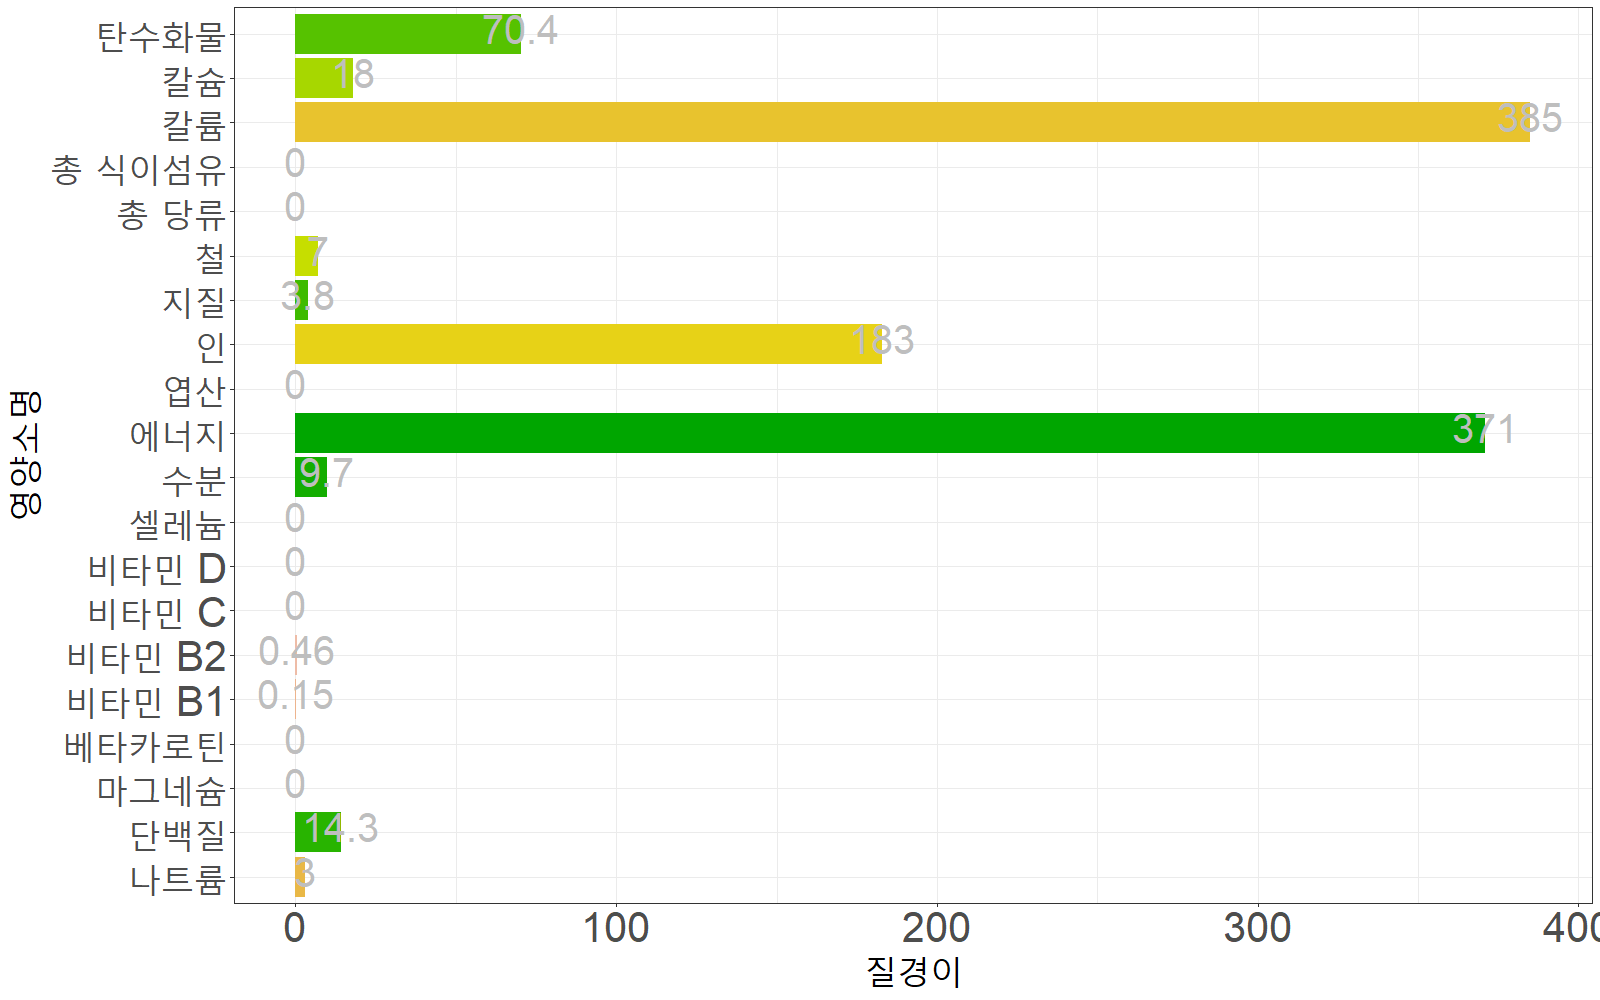 탄수화물 70.4
칼슘 18
칼륨 385
총 식이섬유 0
총 당류 0
철 7
지질 3.8
인 183
엽산 0
에너지 371
수분 9.7
셀레늄 0
비타민 D 0
비타민 C 0
비타민 B2 0.46
비타민 B1 0.15
베타카로틴 0
마그네슘 0
단백질 14.3
나트륨 3
영양소명
0 100 200 300 400
질경이